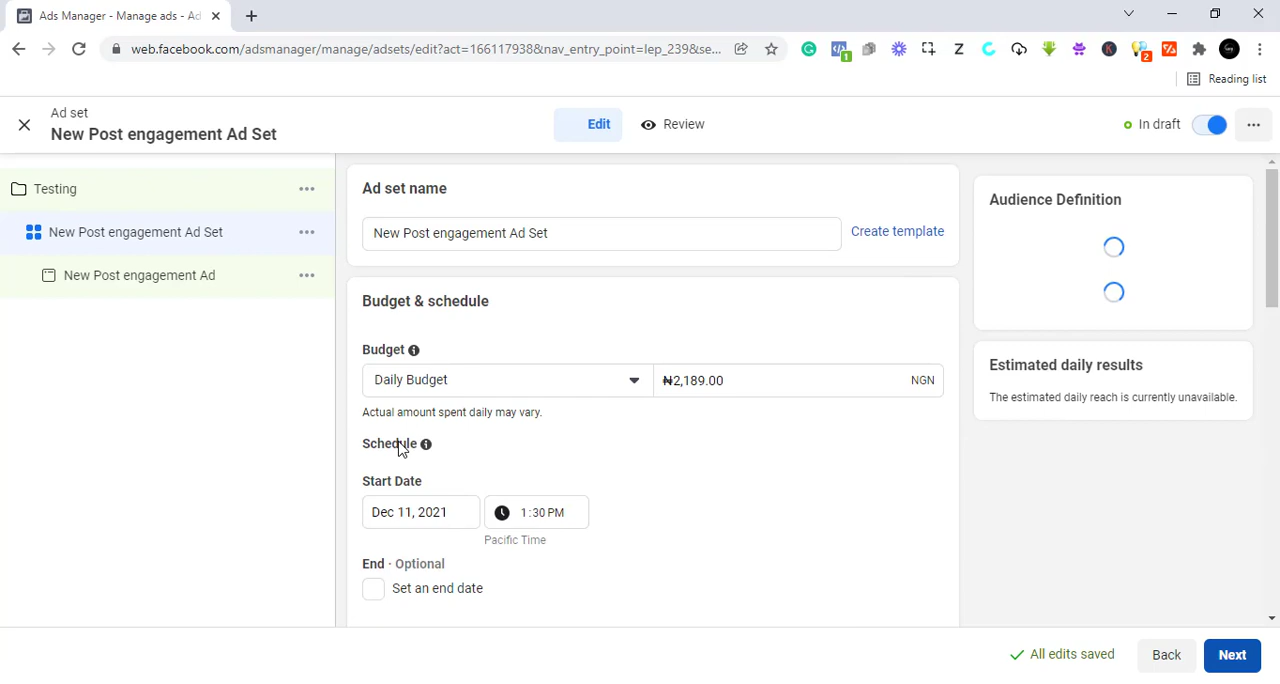 Ads Manager - Manage ads - Ad
web.facebook.com/adsmanager/manage/adsets/edit?act=166117938&nav_entry_point=lep_239&se...
1
2
Reading list
Ad set
New Post engagement Ad Set
Edit
Review
In draft
Testing
New Post engagement Ad Set
New Post engagement Ad
Ad set name
New Post engagement Ad Set
Create template
Budget & schedule
Budget
Daily Budget
₦2,189.00
NGN
Actual amount spent daily may vary.
Schedule
Start Date
Dec 11, 2021
1:30 PM
Pacific Time
End · Optional
Set an end date
Audience Definition
Estimated daily results
The estimated daily reach is currently unavailable.
All edits saved
Back
Next